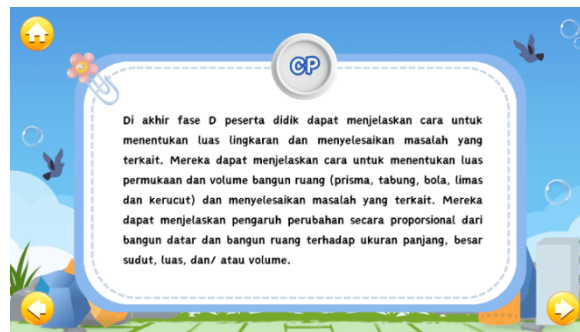 CP
Di akhir fase D peserta didik dapat menjelaskan cara untuk
menentukan luas lingkaran dan menyelesaikan masalah yang
terkait. Mereka dapat menjelaskan cara untuk menentukan luas
permukaan dan volume bangun ruang (prisma, tabung, bola, limas
dan kerucut) dan menyelesaikan masalah yang terkait. Mereka
dapat menjelaskan pengaruh perubahan secara proporsional dari
bangun datar dan bangun ruang terhadap ukuran panjang, besar
sudut, luas, dan/ atau volume.